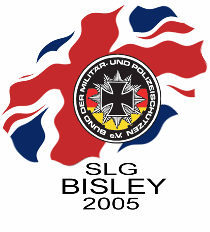 BUND DER MILITÄR- UND POLIZEISCHÜTZEN e.V.
SLG
BISLEY
2005